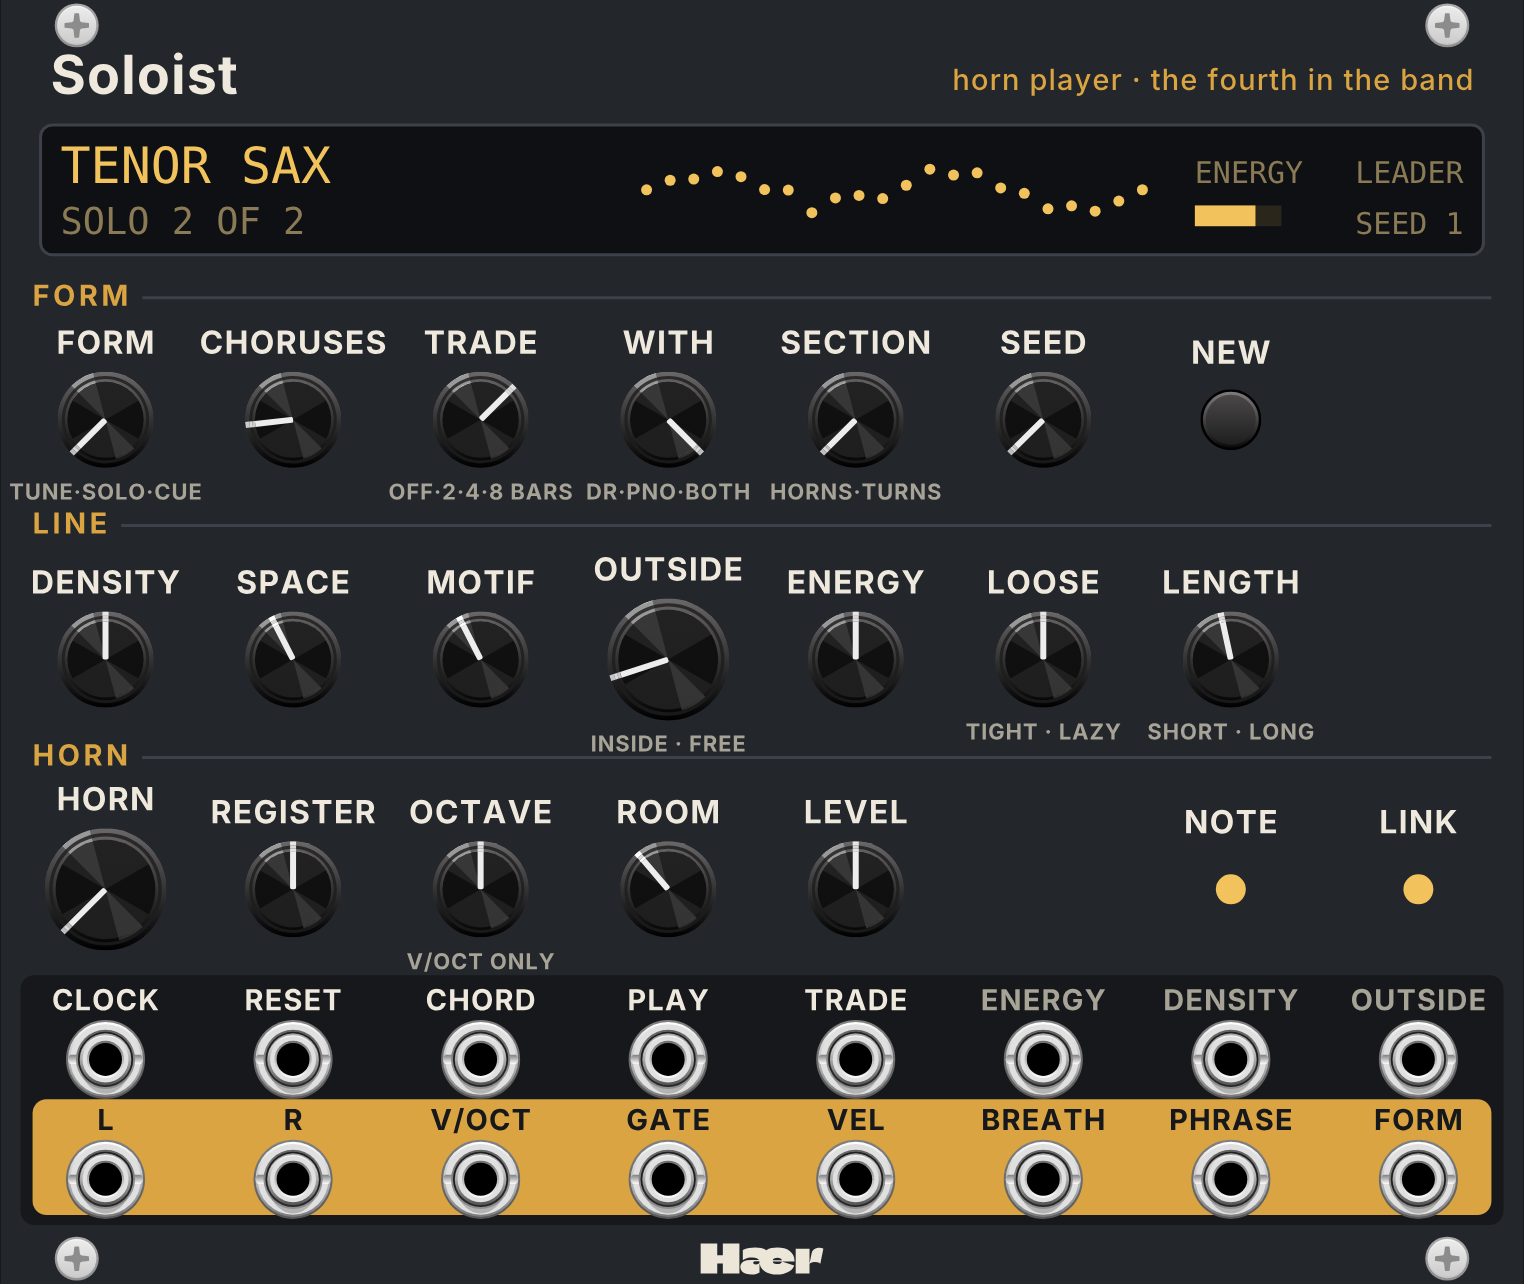 Soloist
horn player · the fourth in the band
TENOR SAX
SOLO 2 OF 2
ENERGY LEADER
SEED 1
FORM
FORM CHORUSES TRADE WITH SECTION SEED NEW
TUNE·SOLO·CUE OFF·2·4·8 BARS DR·PNO·BOTH HORNS·TURNS
LINE
DENSITY SPACE MOTIF OUTSIDE ENERGY LOOSE LENGTH
INSIDE · FREE TIGHT · LAZY SHORT · LONG
HORN
HORN REGISTER OCTAVE ROOM LEVEL NOTE LINK
V/OCT ONLY
CLOCK RESET CHORD PLAY TRADE ENERGY DENSITY OUTSIDE
L R V/OCT GATE VEL BREATH PHRASE FORM
Hær